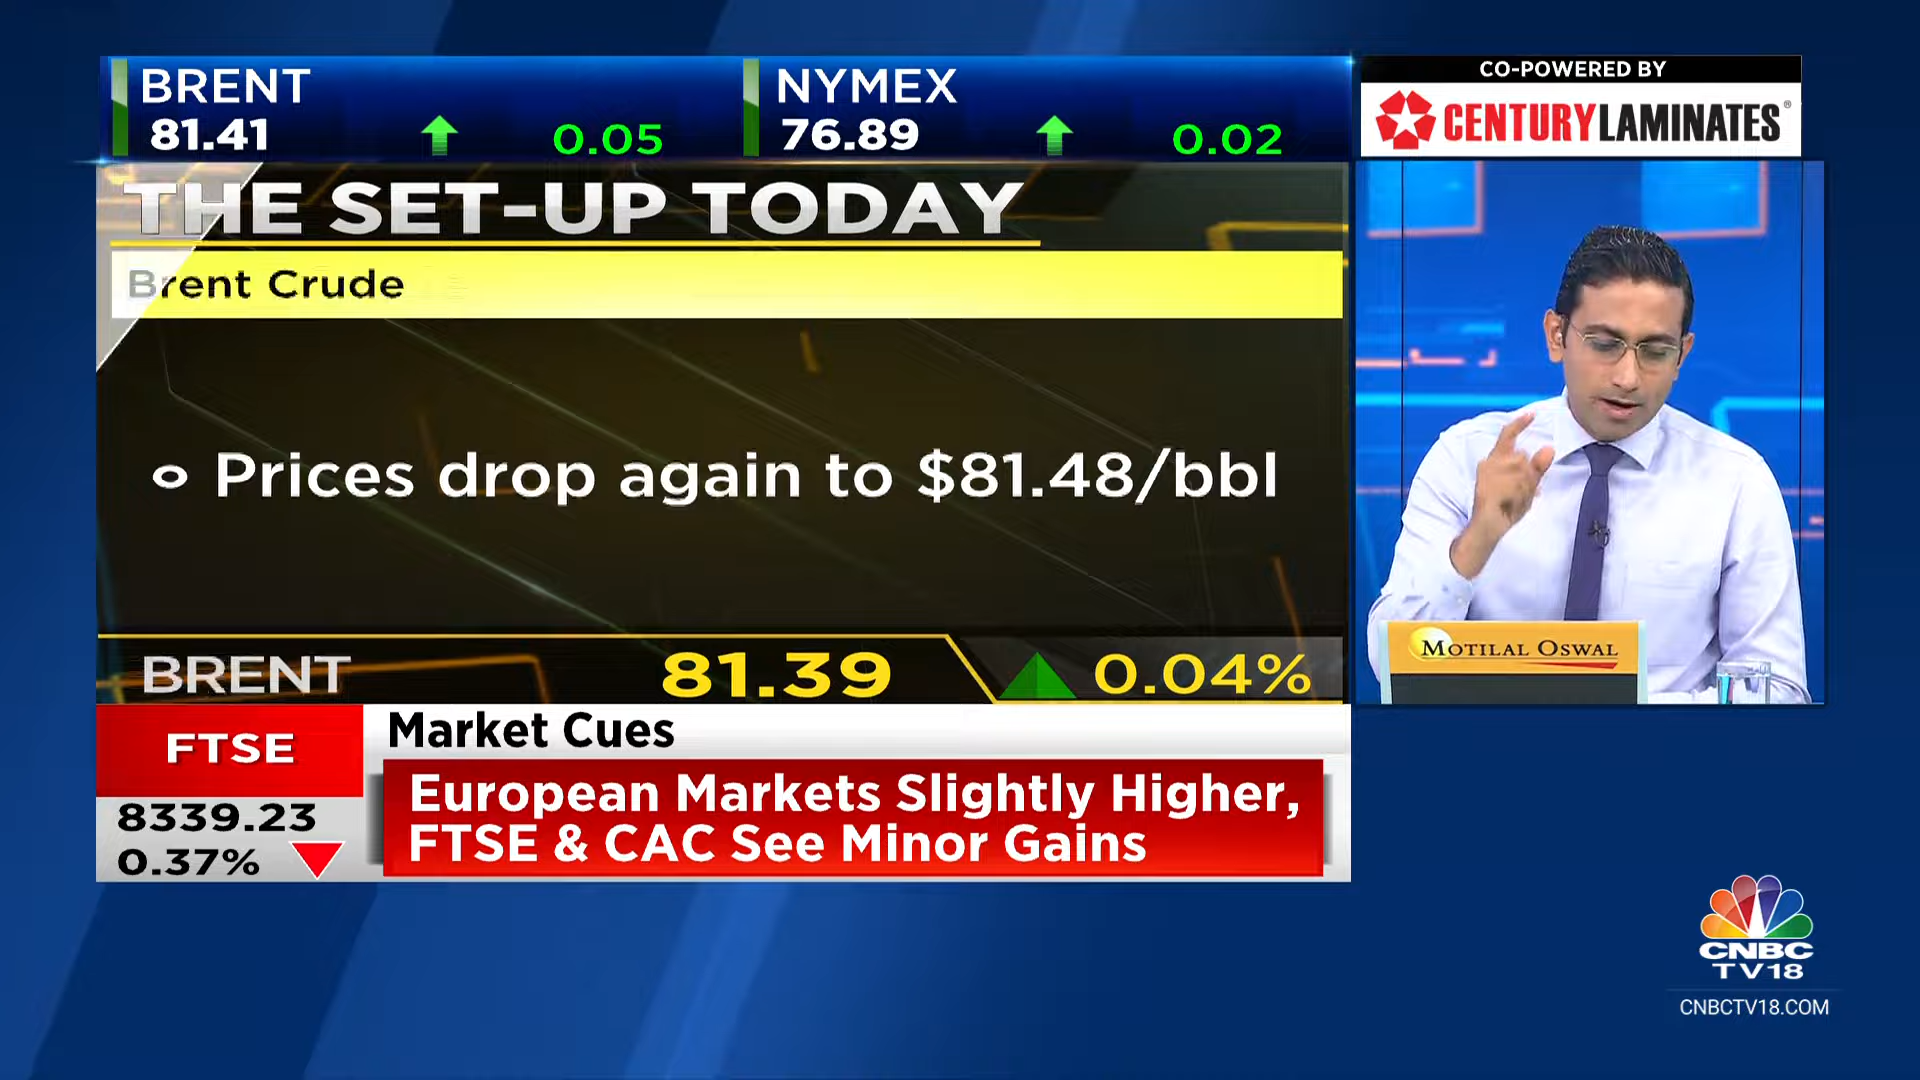 BRENT
81.41 0.05
NYMEX
76.89 0.02
CO-POWERED BY
CENTURYLAMINATES®
THE SET-UP TODAY
Brent Crude
Prices drop again to $81.48/bbl
BRENT 81.39 0.04%
MOTILAL OSWAL
FTSE
8339.23
0.37%
Market Cues
European Markets Slightly Higher,
FTSE & CAC See Minor Gains
CNBC
TV18
CNBCTV18.COM